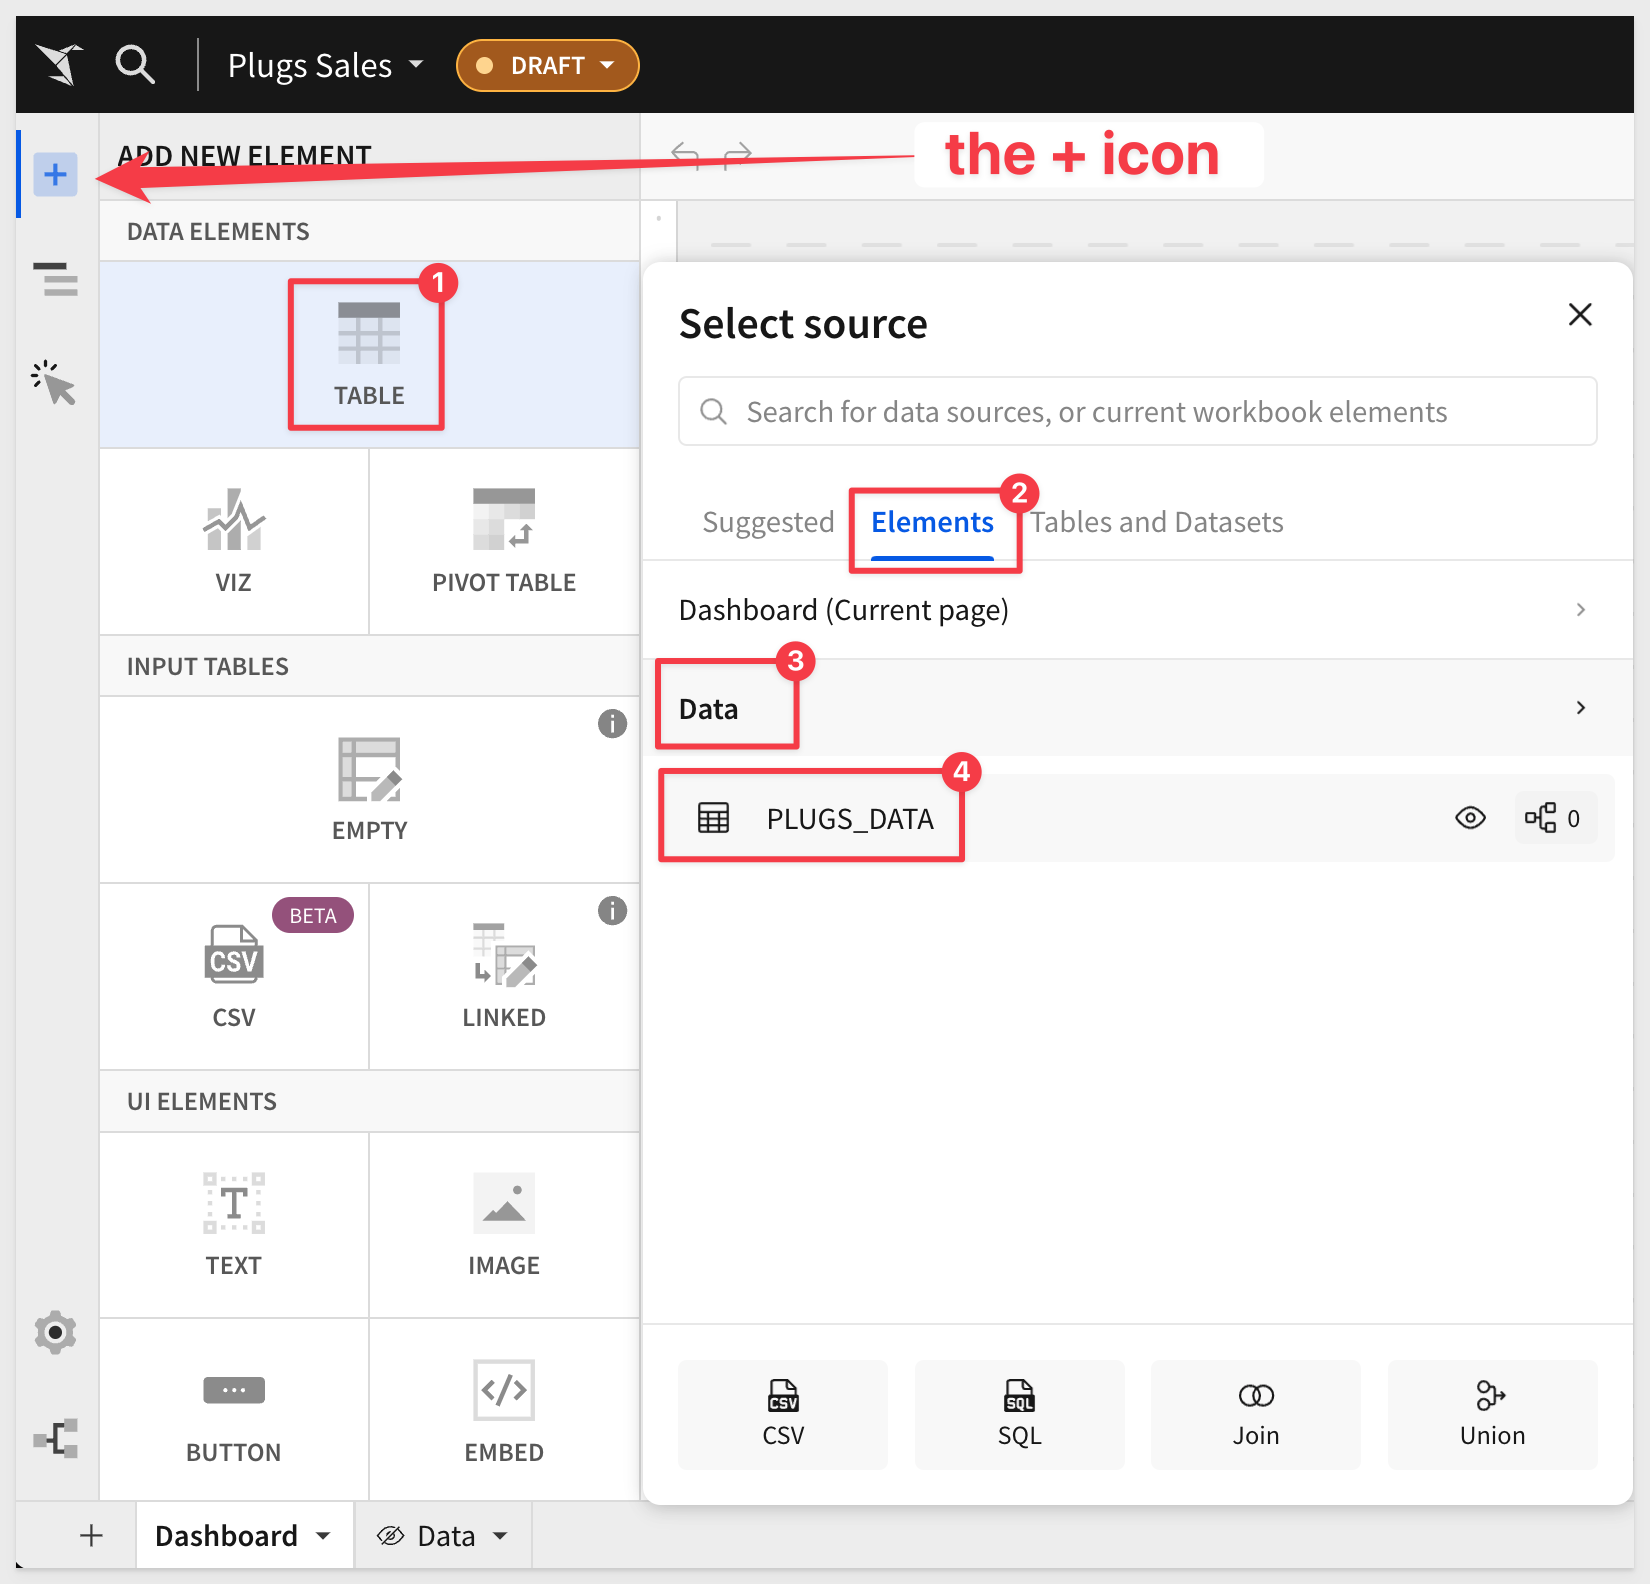 Plugs Sales
DRAFT
the + icon
ADD NEW ELEMENT
DATA ELEMENTS
1
TABLE
VIZ
PIVOT TABLE
INPUT TABLES
EMPTY
BETA
CSV
CSV
LINKED
UI ELEMENTS
T
TEXT
IMAGE
BUTTON
</>
EMBED
Select source
Search for data sources, or current workbook elements
2
Suggested
Elements
Tables and Datasets
Dashboard (Current page)
3
Data
4
PLUGS_DATA
0
CSV
CSV
SQL
SQL
Join
Union
+
Dashboard
Data